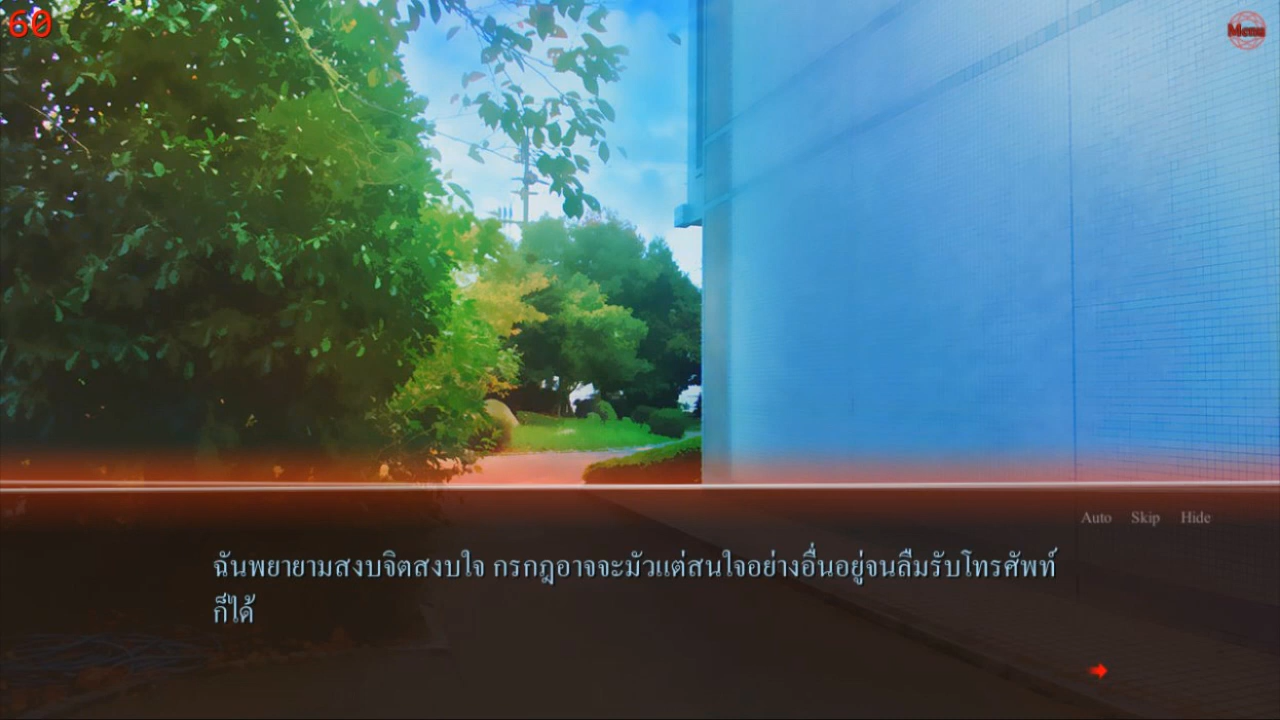 60
Menu
Auto Skip Hide
ฉันพยายามสงบจิตสงบใจ กรกฎอาจจะมัวแต่สนใจอย่างอื่นอยู่จนลืมรับโทรศัพท์
ก็ได้